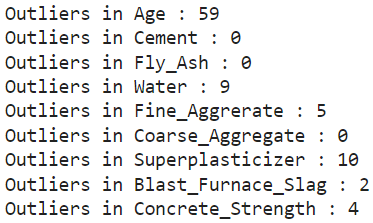 Outliers in Age : 59
Outliers in Cement : 0
Outliers in Fly_Ash : 0
Outliers in Water : 9
Outliers in Fine_Aggrerate : 5
Outliers in Coarse_Aggregate : 0
Outliers in Superplasticizer : 10
Outliers in Blast_Furnace_Slag : 2
Outliers in Concrete_Strength : 4